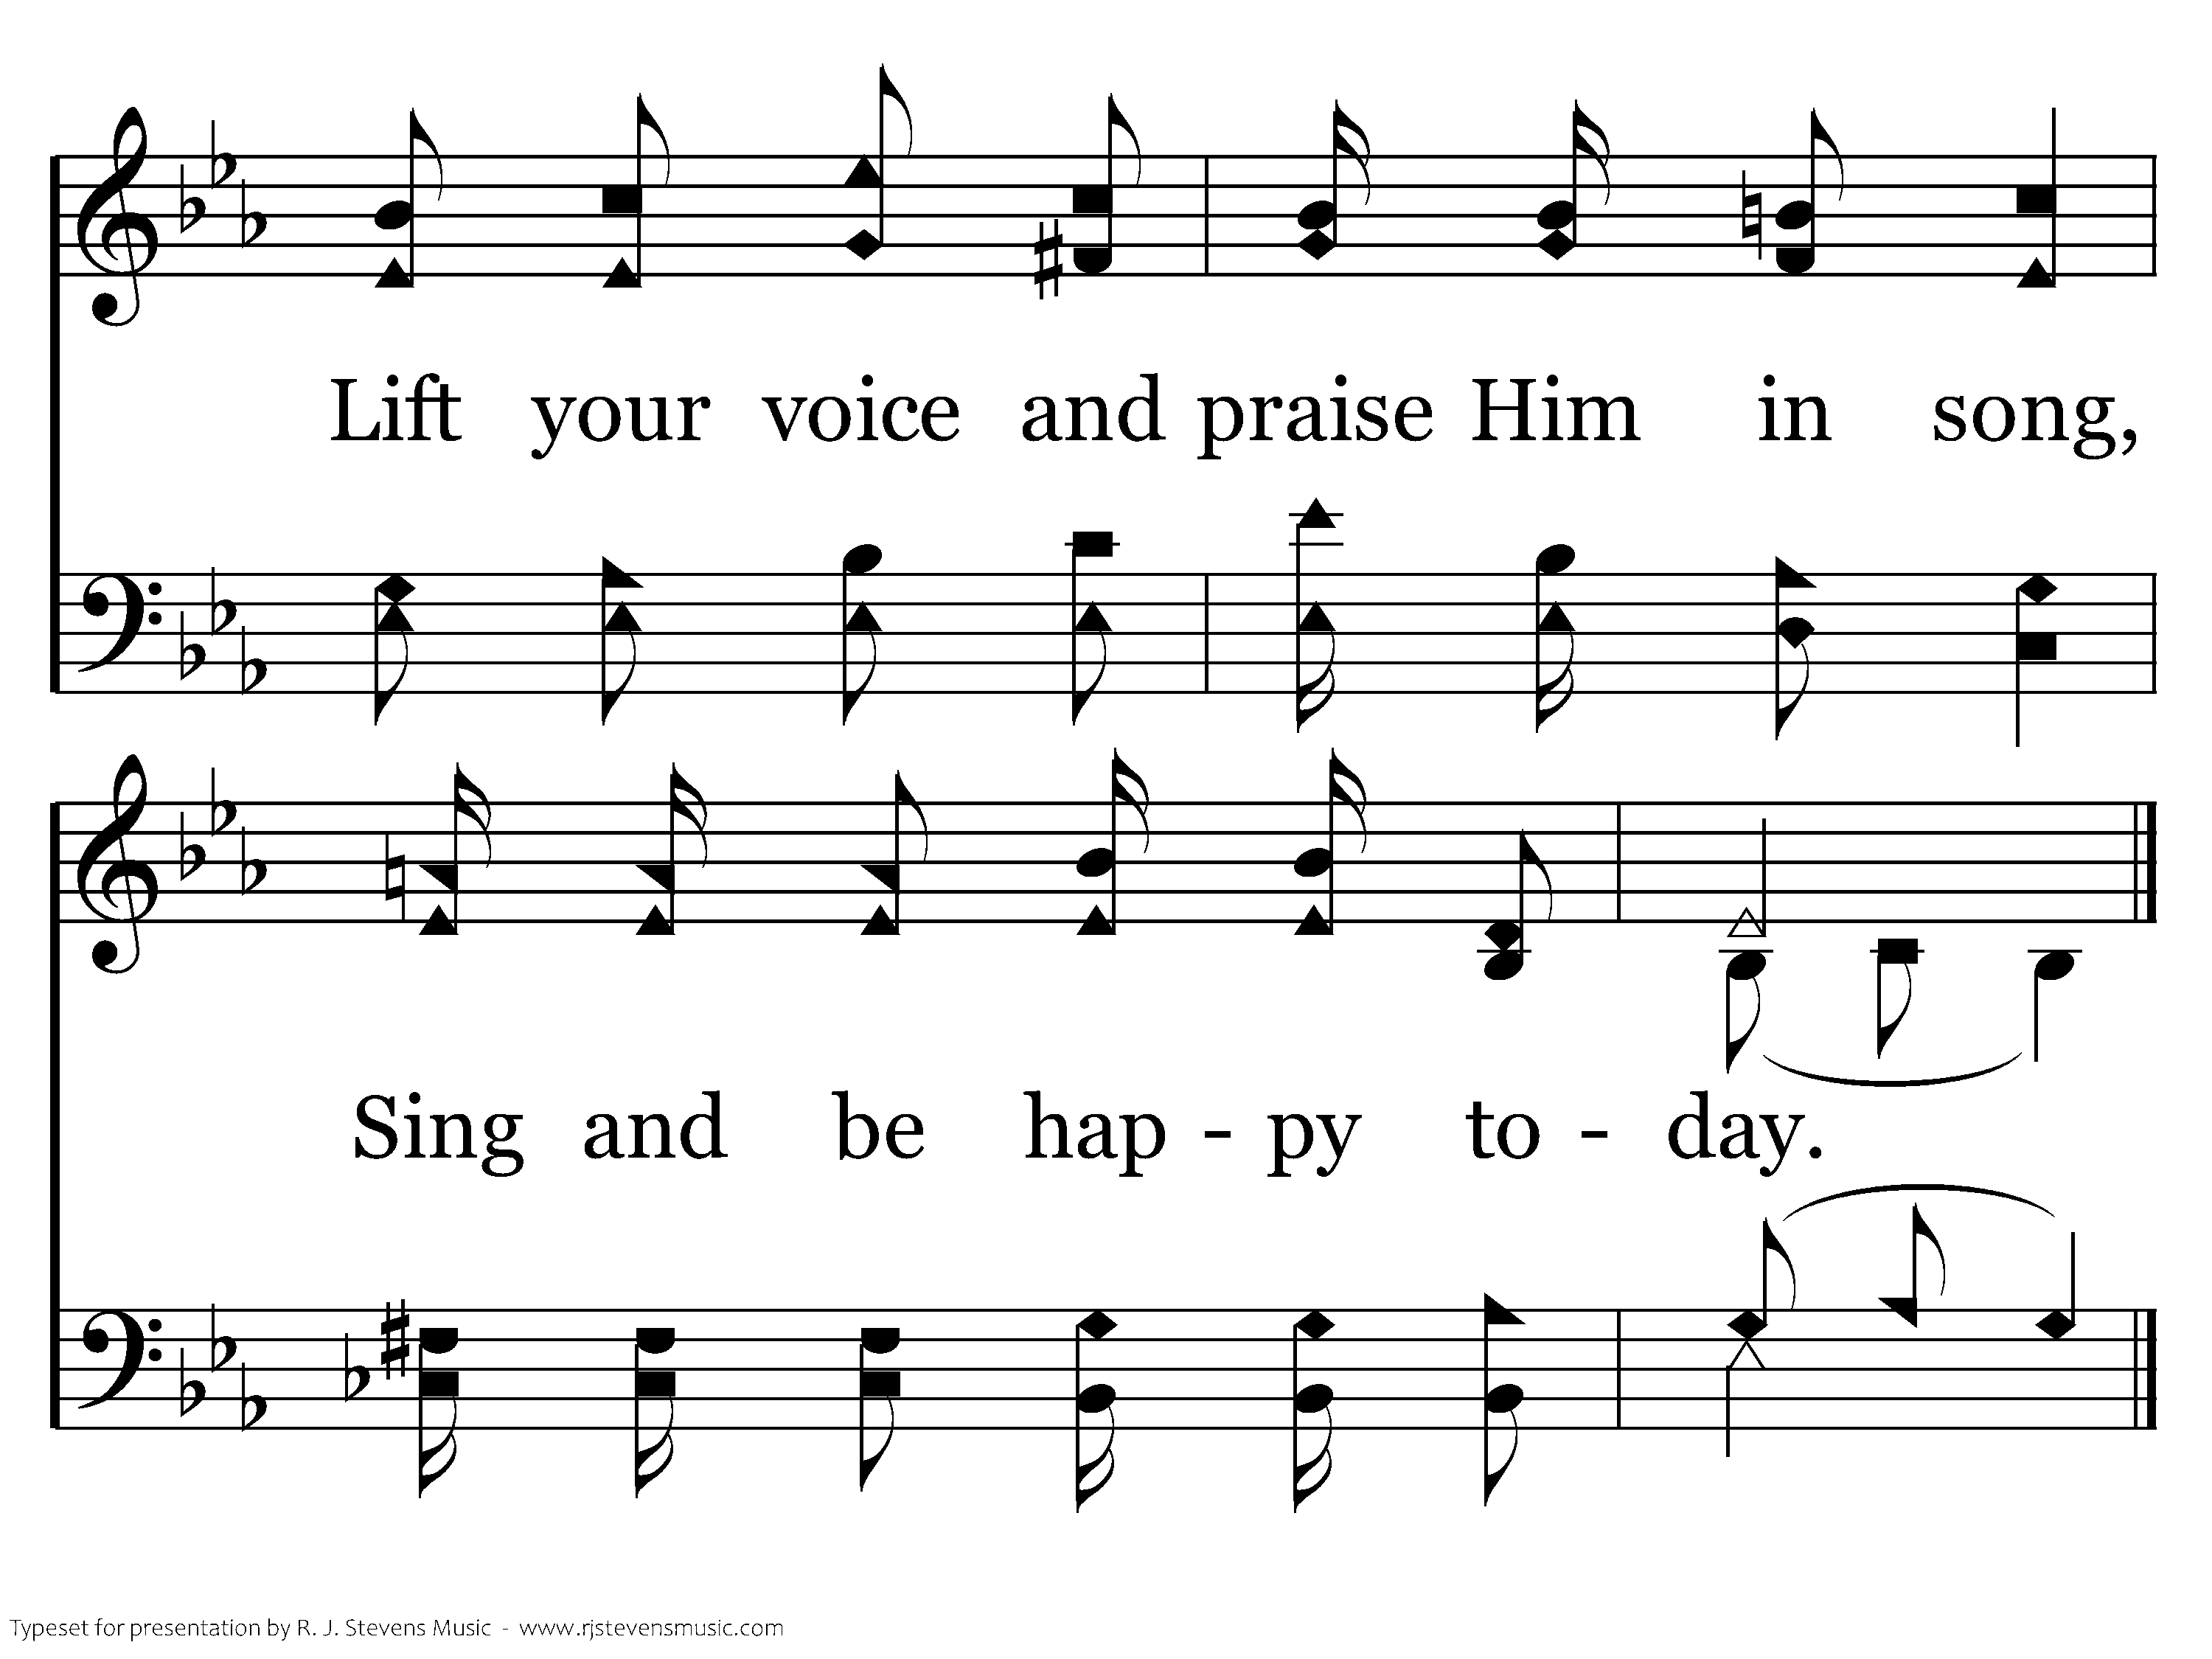 Lift your voice and praise Him in song,
Sing and be hap - py to - day.
Typeset for presentation by R. J. Stevens Music - www.rjstevensmusic.com